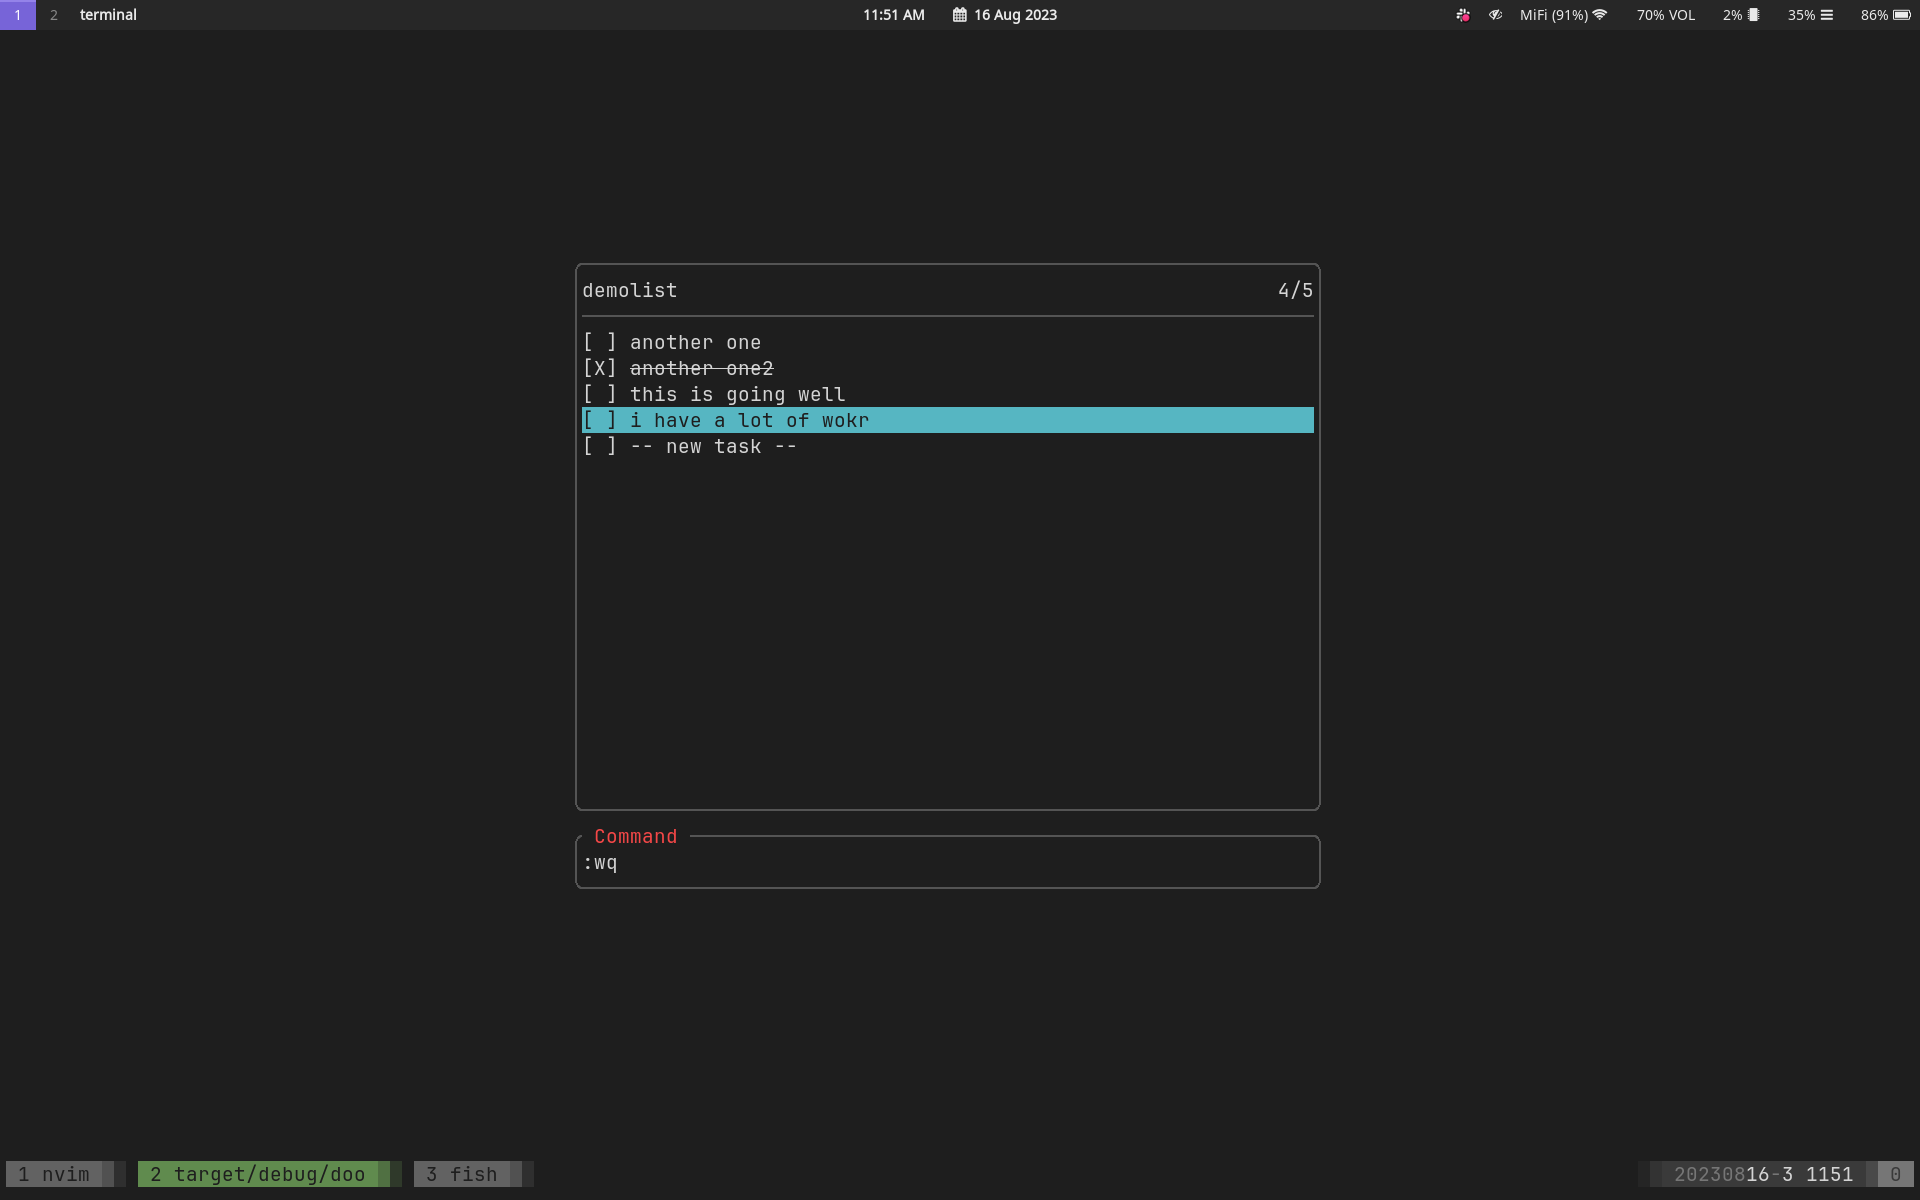 1 2 terminal 11:51 AM 16 Aug 2023 MiFi (91%) 70% VOL 2% 35% 86%
demolist 4/5
[ ] another one
[X] another one2
[ ] this is going well
[ ] i have a lot of wokr
[ ] -- new task --
Command
:wq
1 nvim 2 target/debug/doo 3 fish 20230816-3 1151 0